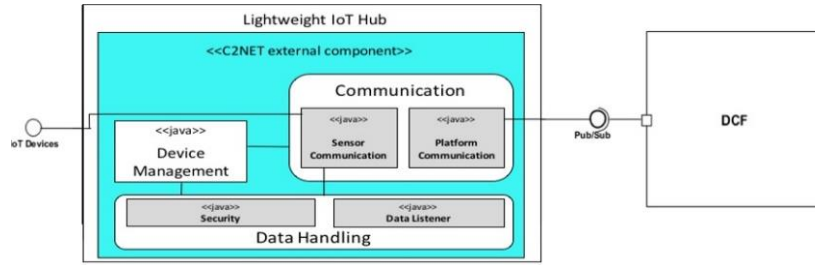 Lightweight IoT Hub
<<C2NET external component>>
Communication
<<java>>
Sensor
Communication
<<java>>
Platform
Communication
<<java>>
Device
Management
IoT Devices
Pub/Sub
DCF
<<java>>
Security
<<java>>
Data Listener
Data Handling